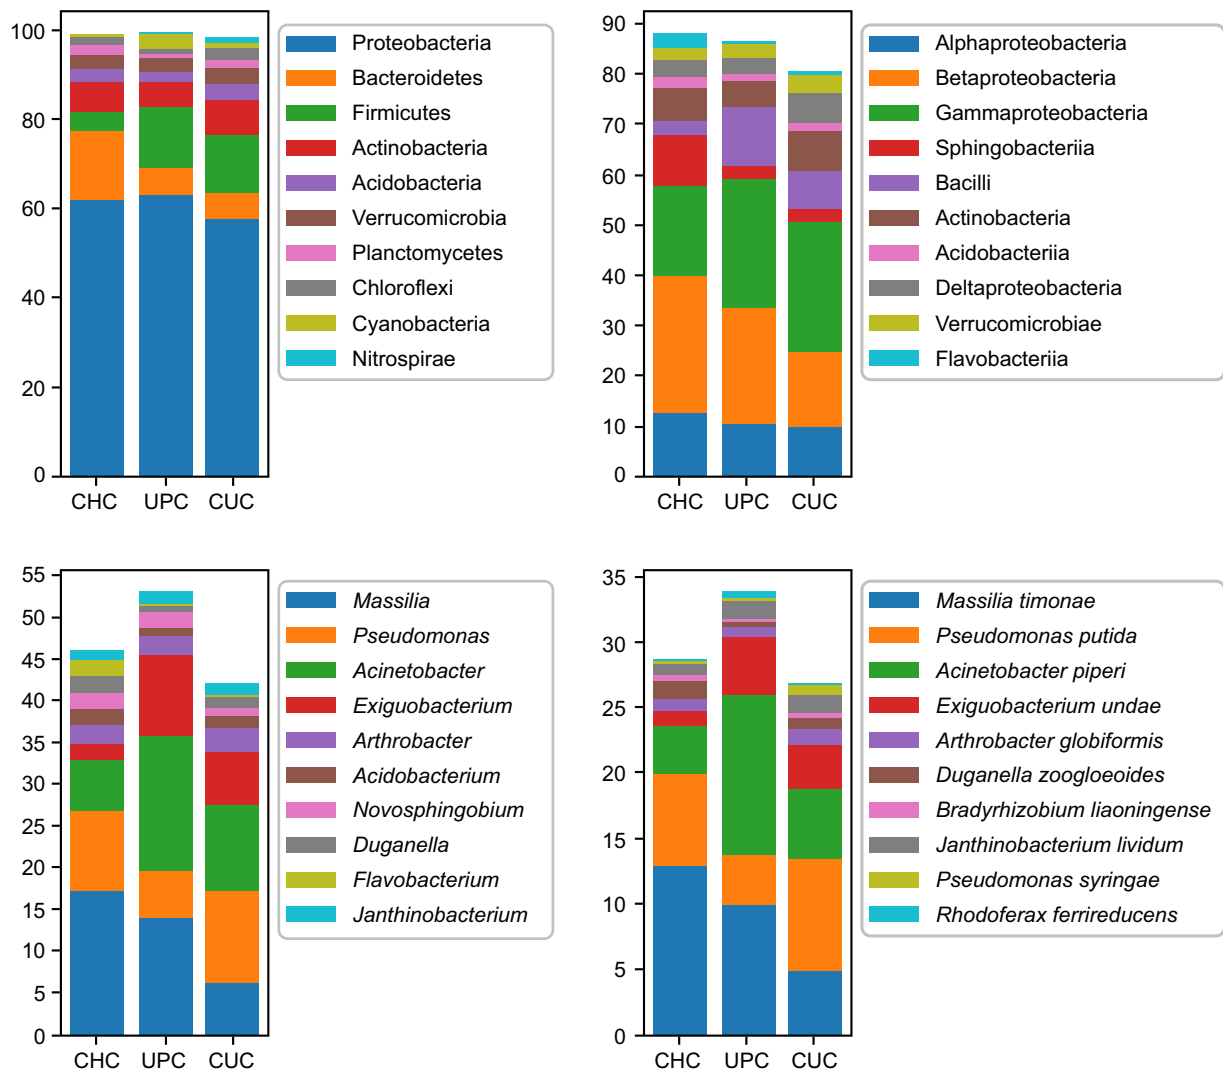 100
80
60
40
20
0
CHC UPC CUC
Proteobacteria
Bacteroidetes
Firmicutes
Actinobacteria
Acidobacteria
Verrucomicrobia
Planctomycetes
Chloroflexi
Cyanobacteria
Nitrospirae
90
80
70
60
50
40
30
20
10
0
CHC UPC CUC
Alphaproteobacteria
Betaproteobacteria
Gammaproteobacteria
Sphingobacteriia
Bacilli
Actinobacteria
Acidobacteriia
Deltaproteobacteria
Verrucomicrobiae
Flavobacteriia
55
50
45
40
35
30
25
20
15
10
5
0
CHC UPC CUC
Massilia
Pseudomonas
Acinetobacter
Exiguobacterium
Arthrobacter
Acidobacterium
Novosphingobium
Duganella
Flavobacterium
Janthinobacterium
35
30
25
20
15
10
5
0
CHC UPC CUC
Massilia timonae
Pseudomonas putida
Acinetobacter piperi
Exiguobacterium undae
Arthrobacter globiformis
Duganella zoogloeoides
Bradyrhizobium liaoningense
Janthinobacterium lividum
Pseudomonas syringae
Rhodoferax ferrireducens